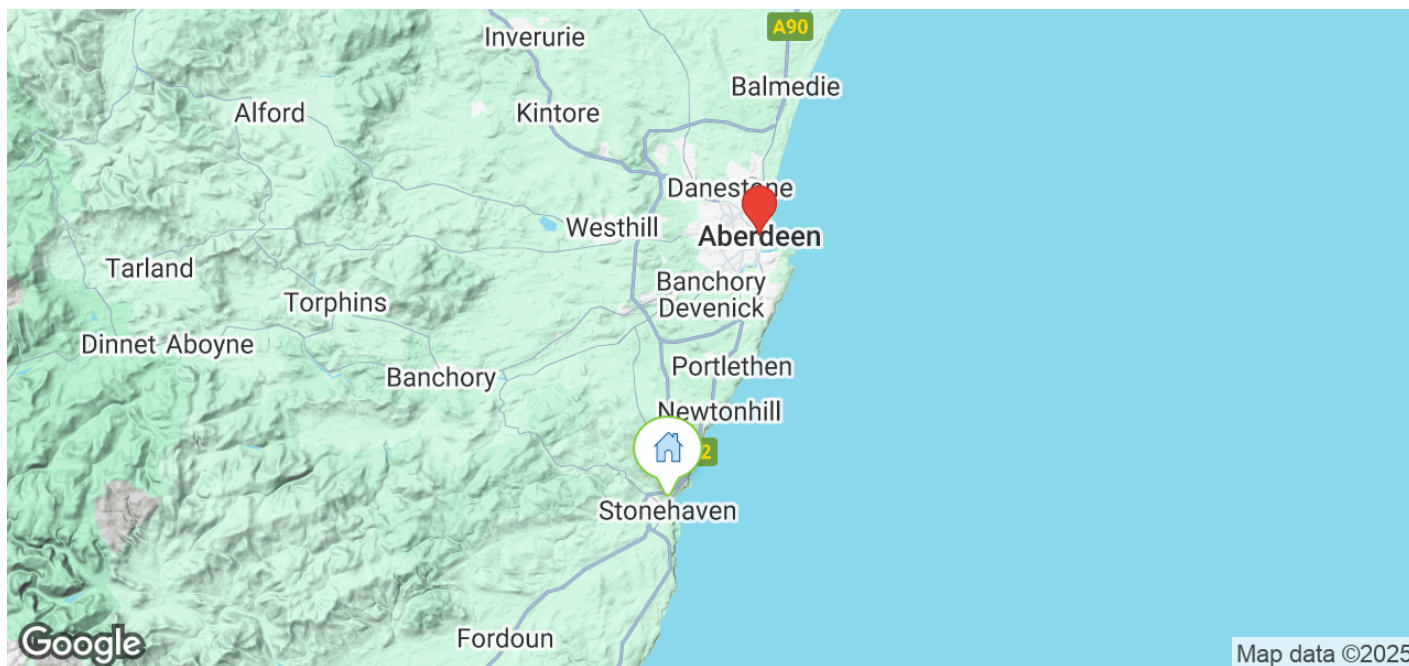 A90
Inverurie
Balmedie
Alford
Kintore
Danestone
Westhill
Aberdeen
Tarland
Banchory
Devenick
Torphins
Dinnet Aboyne
Portlethen
Banchory
Newtonhill
2
Stonehaven
Fordoun
Google
Map data ©2025